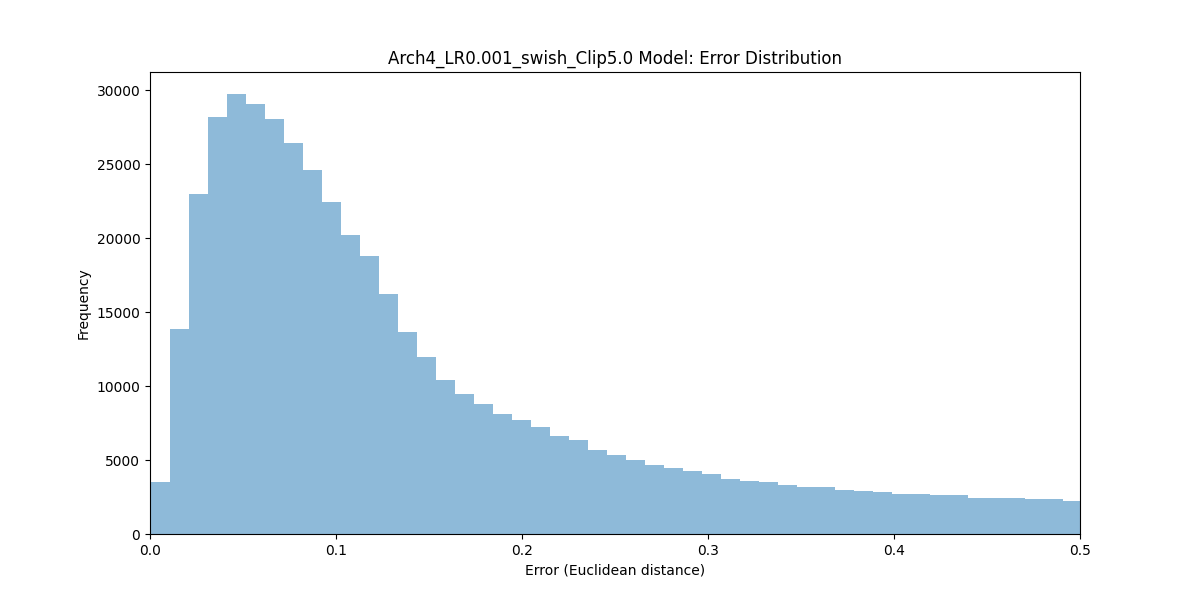 Arch4_LR0.001_swish_Clip5.0 Model: Error Distribution
30000
25000
20000
15000
10000
5000
0
Frequency
0.0 0.1 0.2 0.3 0.4 0.5
Error (Euclidean distance)